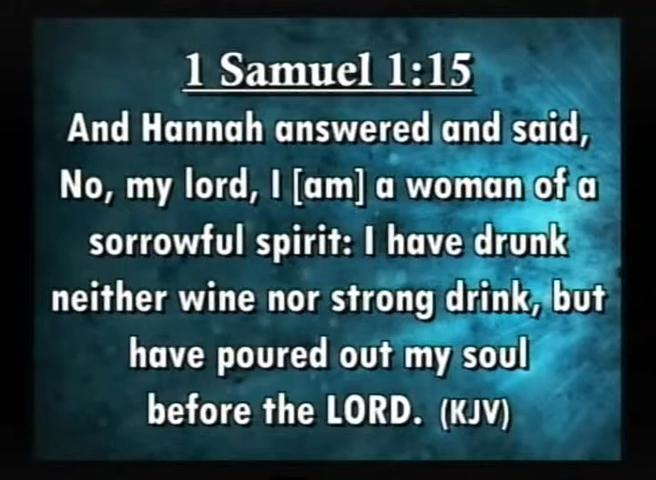 1 Samuel 1:15
And Hannah answered and said,
No, my lord, I [am] a woman of a
sorrowful spirit: I have drunk
neither wine nor strong drink, but
have poured out my soul
before the LORD. (KJV)